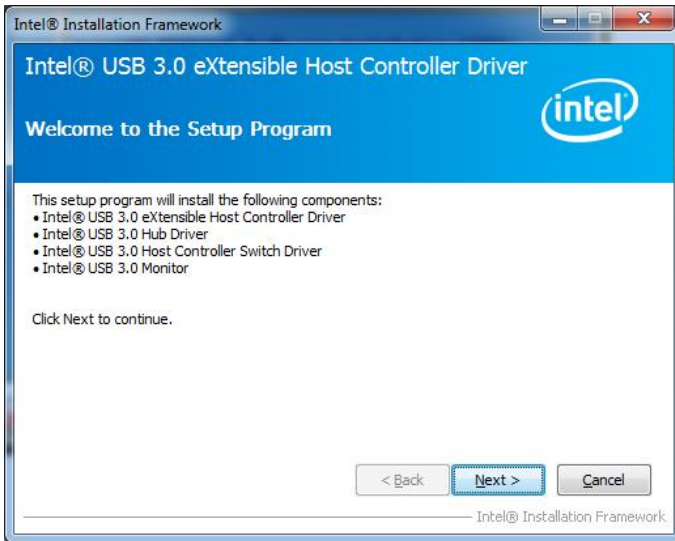 Intel® Installation Framework
Intel® USB 3.0 eXtensible Host Controller Driver
intel
Welcome to the Setup Program
This setup program will install the following components:
• Intel® USB 3.0 eXtensible Host Controller Driver
• Intel® USB 3.0 Hub Driver
• Intel® USB 3.0 Host Controller Switch Driver
• Intel® USB 3.0 Monitor
Click Next to continue.
< Back Next > Cancel
Intel® Installation Framework